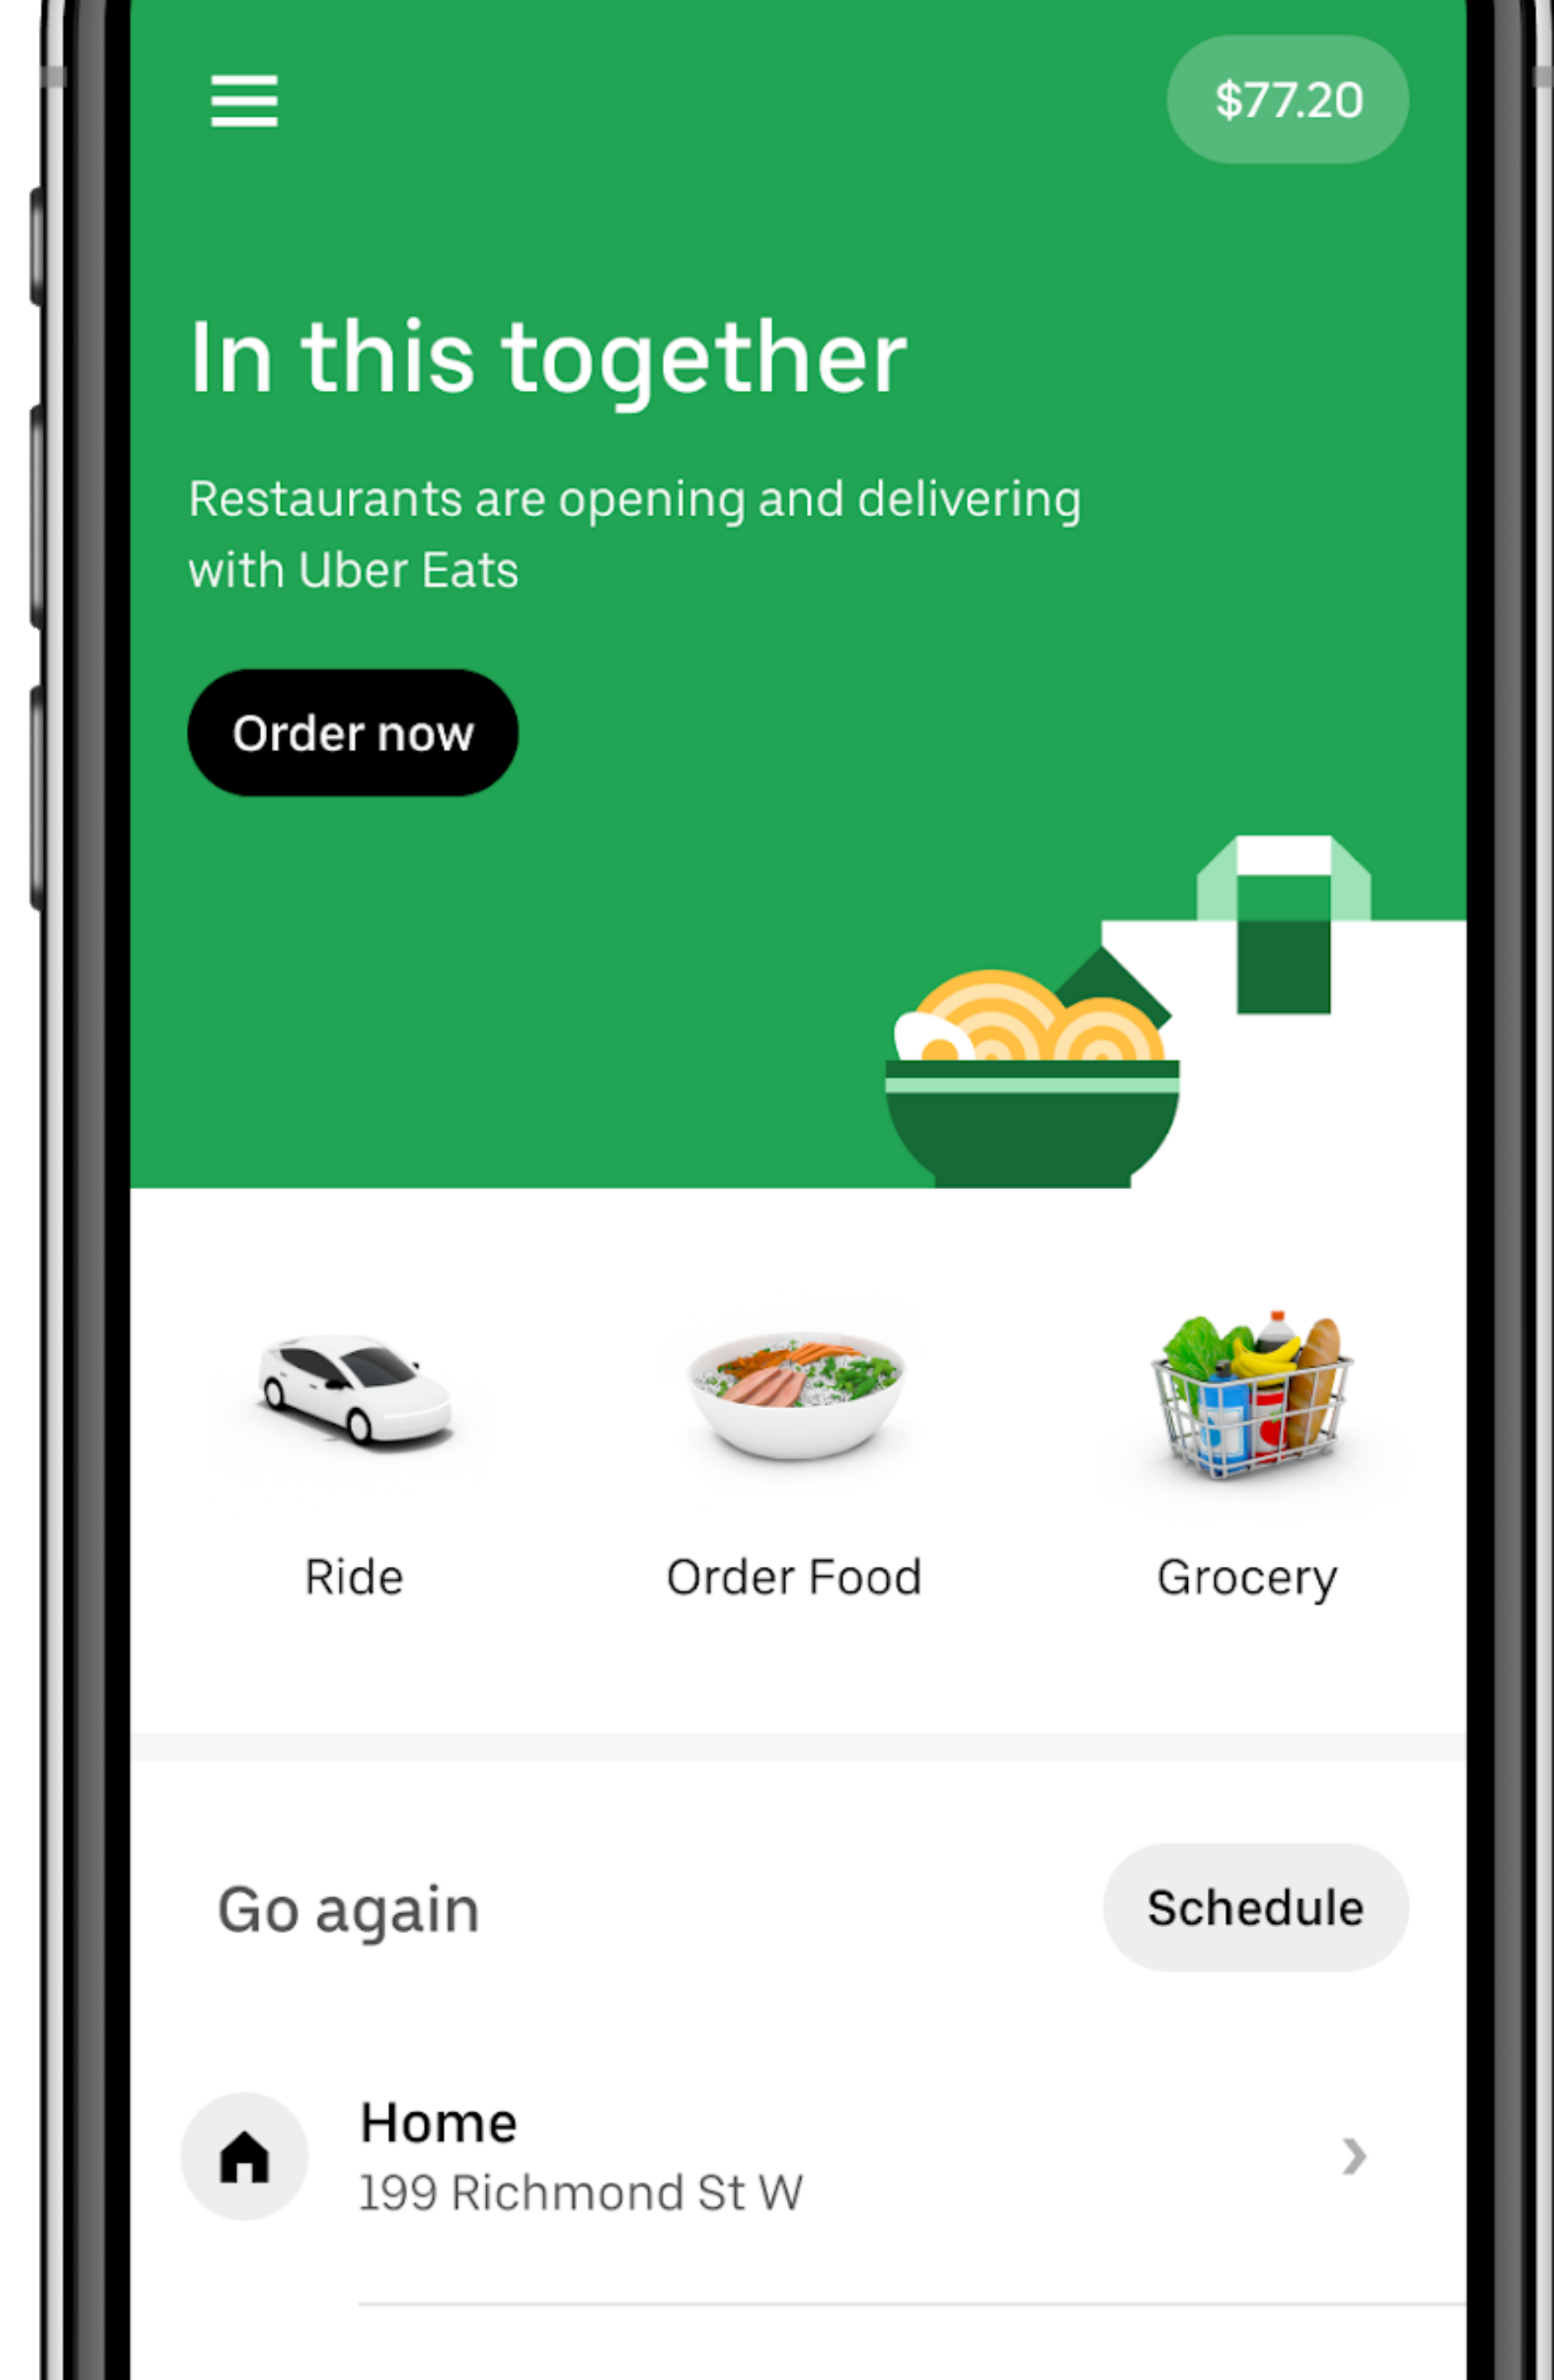 $77.20
In this together
Restaurants are opening and delivering
with Uber Eats
Order now
Ride
Order Food
Grocery
Go again
Schedule
Home
199 Richmond St W